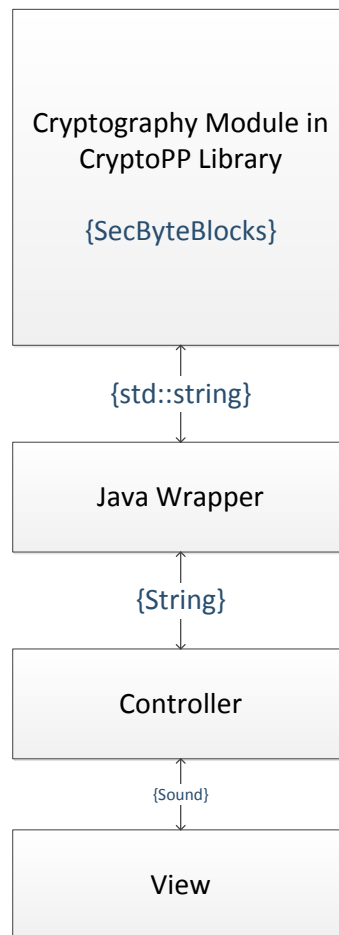 Cryptography Module in
CryptoPP Library
{SecByteBlocks}
{std::string}
Java Wrapper
{String}
Controller
{Sound}
View